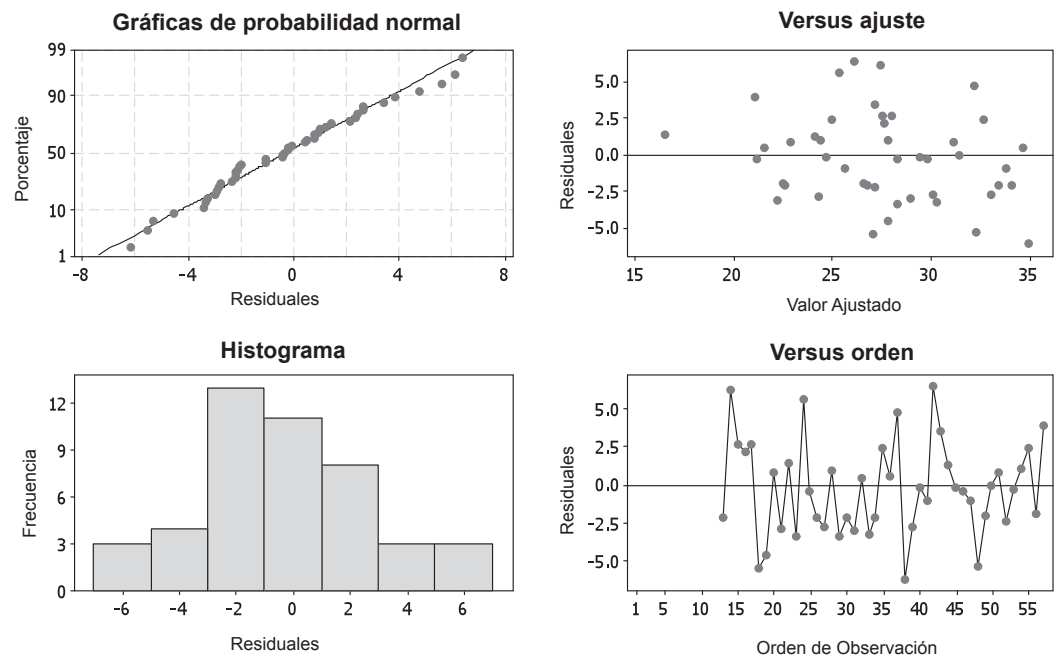 Gráficas de probabilidad normal
Porcentaje
99
90
50
10
1
-8 -4 0 4 8
Residuales
Versus ajuste
Residuales
5.0
2.5
0.0
-2.5
-5.0
15 20 25 30 35
Valor Ajustado
Histograma
Frecuencia
12
9
6
3
0
-6 -4 -2 0 2 4 6
Residuales
Versus orden
Residuales
5.0
2.5
0.0
-2.5
-5.0
1 5 10 15 20 25 30 35 40 45 50 55
Orden de Observación